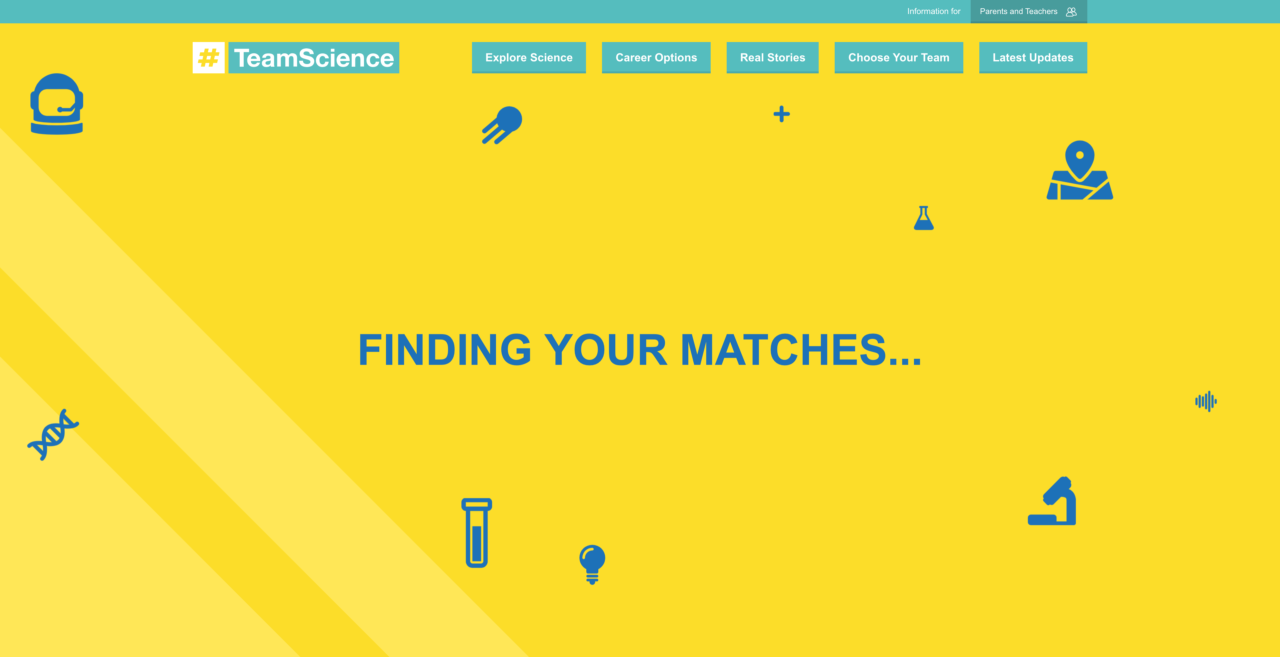 Information for
Parents and Teachers
# TeamScience
Explore Science
Career Options
Real Stories
Choose Your Team
Latest Updates
FINDING YOUR MATCHES...